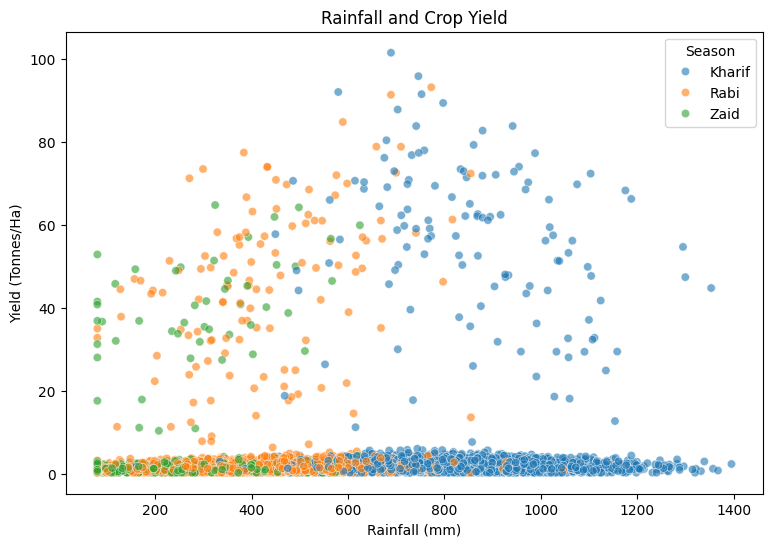 Rainfall and Crop Yield
Season
Kharif
Rabi
Zaid
100
80
60
40
20
0
Yield (Tonnes/Ha)
200 400 600 800 1000 1200 1400
Rainfall (mm)